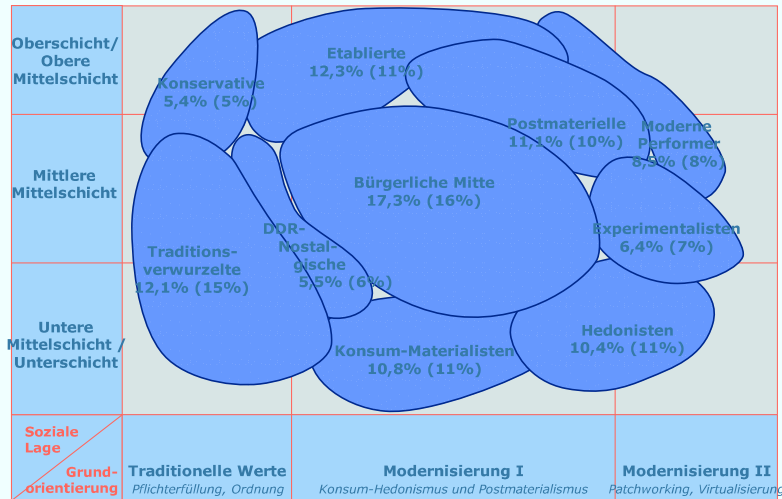 Oberschicht/
Obere
Mittelschicht
Etablierte
12,3% (11%)
Konservative
5,4% (5%)
Postmaterielle
11,1% (10%)
Moderne
Performer
8,5% (8%)
Mittlere
Mittelschicht
Bürgerliche Mitte
17,3% (16%)
DDR-
Nostal-
gische
5,5% (6%)
Experimentalisten
6,4% (7%)
Traditions-
verwurzelte
12,1% (15%)
Untere
Mittelschicht /
Unterschicht
Konsum-Materialisten
10,8% (11%)
Hedonisten
10,4% (11%)
Soziale
Lage
Grund-
orientierung
Traditionelle Werte
Pflichterfüllung, Ordnung
Modernisierung I
Konsum-Hedonismus und Postmaterialismus
Modernisierung II
Patchworking, Virtualisierung